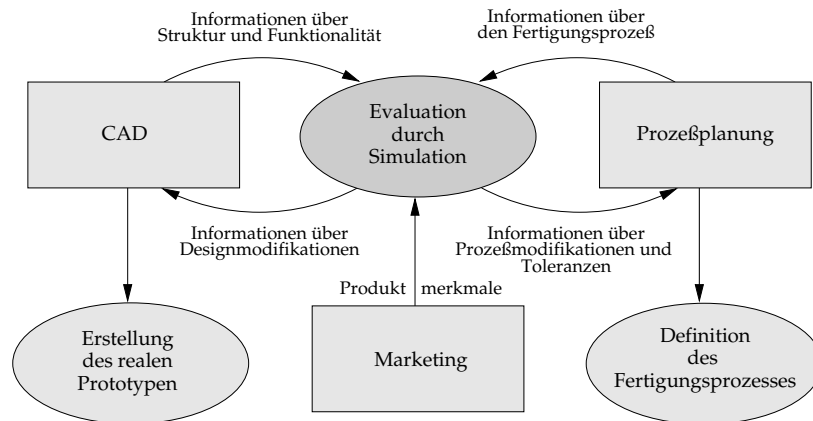 Informationen über
Struktur und Funktionalität
Informationen über
den Fertigungsprozeß
CAD
Evaluation
durch
Simulation
Prozeßplanung
Informationen über
Designmodifikationen
Informationen über
Prozeßmodifikationen und
Toleranzen
Produkt merkmale
Erstellung
des realen
Prototypen
Marketing
Definition
des
Fertigungsprozesses